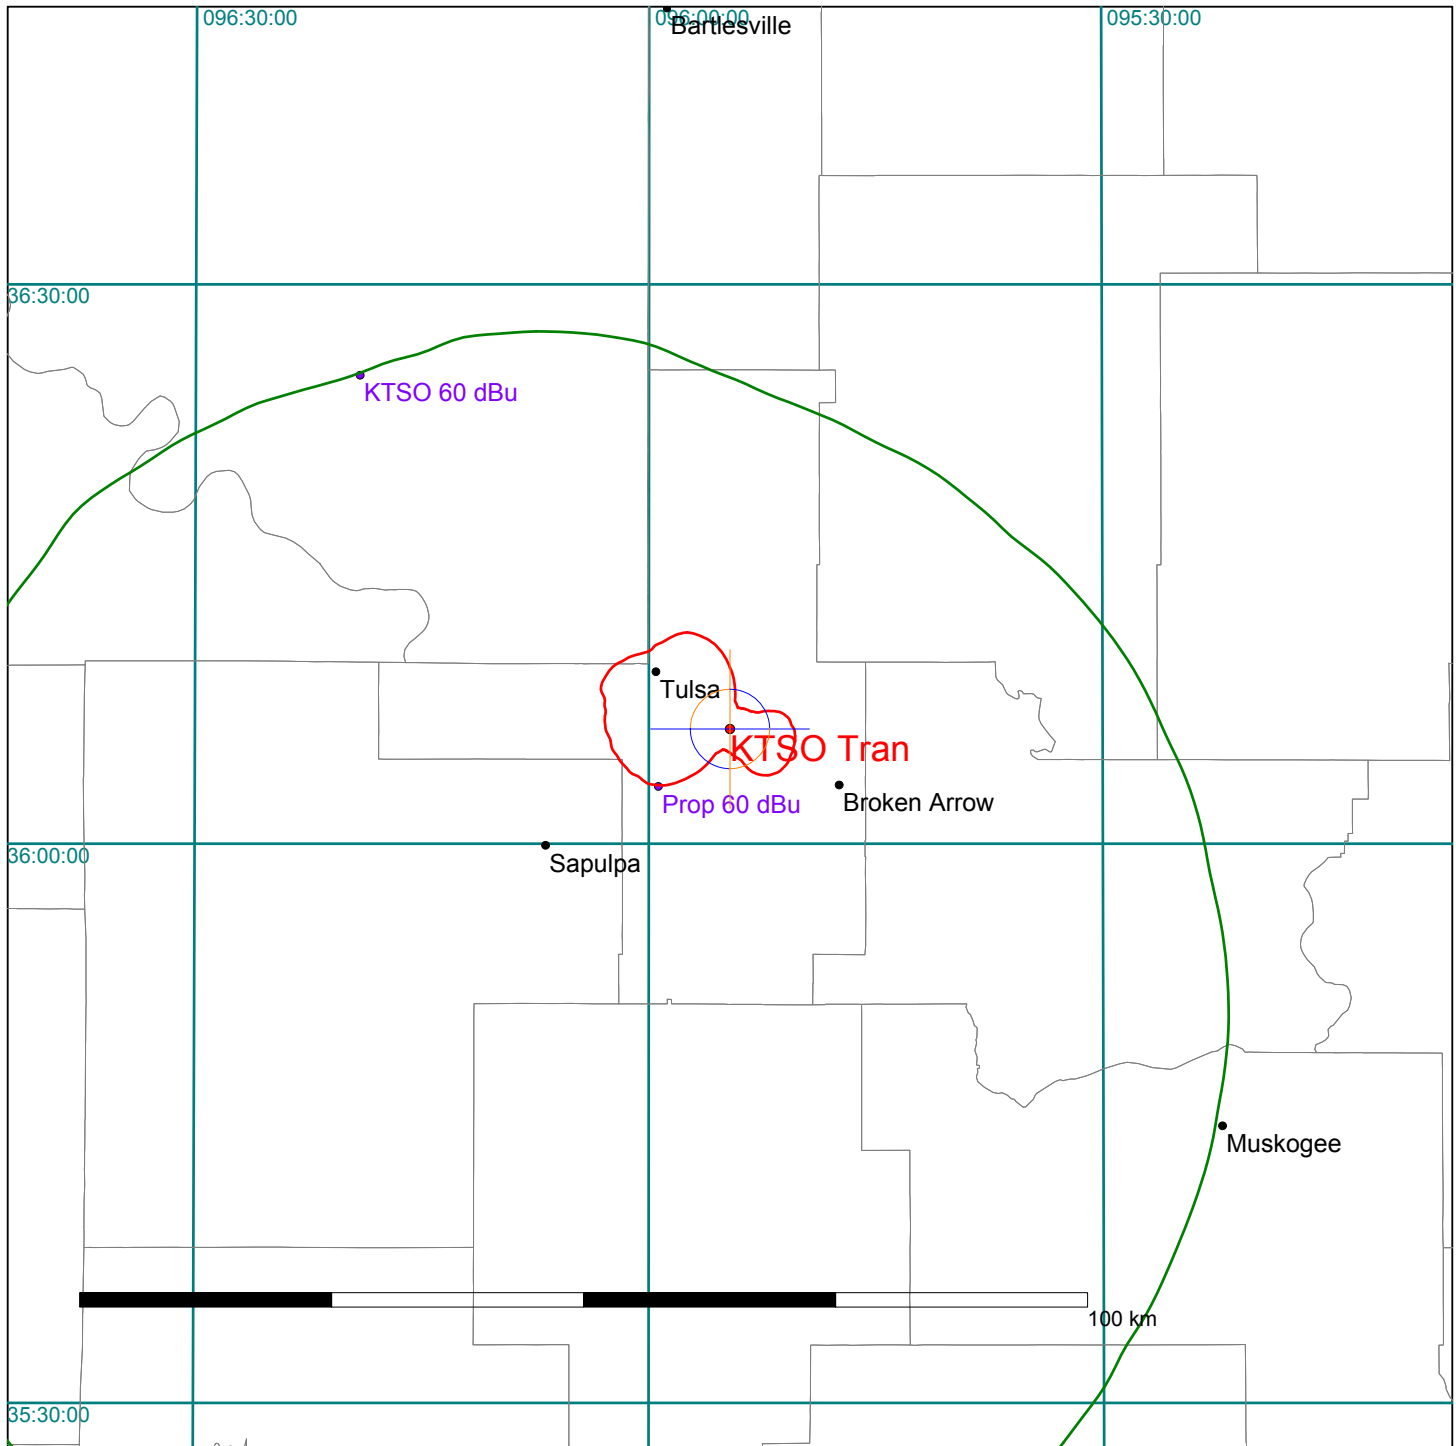 096:30:00
096:00:00
095:30:00
Bartlesville
36:30:00
KTSO 60 dBu
Tulsa
KTSO Tran
Prop 60 dBu
Broken Arrow
36:00:00
Sapulpa
Muskogee
100 km
35:30:00